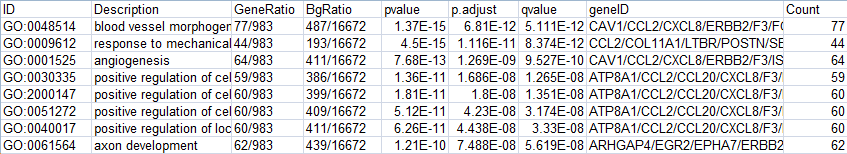 ID Description GeneRatio BgRatio pvalue p.adjust qvalue geneID Count
GO:0048514 blood vessel morphogen 77/983 487/16672 1.37E-15 6.81E-12 5.111E-12 CAV1/CCL2/CXCL8/ERBB2/F3/F 77
GO:0009612 response to mechanical 44/983 193/16672 4.5E-15 1.116E-11 8.374E-12 CCL2/COL11A1/LTBR/POSTN/SE 44
GO:0001525 angiogenesis 64/983 411/16672 7.68E-13 1.269E-09 9.527E-10 CAV1/CCL2/CXCL8/ERBB2/F3/IS 64
GO:0030335 positive regulation of cel 59/983 386/16672 1.36E-11 1.686E-08 1.265E-08 ATP8A1/CCL2/CCL20/CXCL8/F3/ 59
GO:2000147 positive regulation of cel 60/983 399/16672 1.81E-11 1.8E-08 1.351E-08 ATP8A1/CCL2/CCL20/CXCL8/F3/ 60
GO:0051272 positive regulation of cel 60/983 409/16672 5.12E-11 4.23E-08 3.174E-08 ATP8A1/CCL2/CCL20/CXCL8/F3/ 60
GO:0040017 positive regulation of loc 60/983 411/16672 6.26E-11 4.438E-08 3.33E-08 ATP8A1/CCL2/CCL20/CXCL8/F3/ 60
GO:0061564 axon development 62/983 439/16672 1.21E-10 7.488E-08 5.619E-08 ARHGAP4/EGR2/EPHA7/ERBB2 62